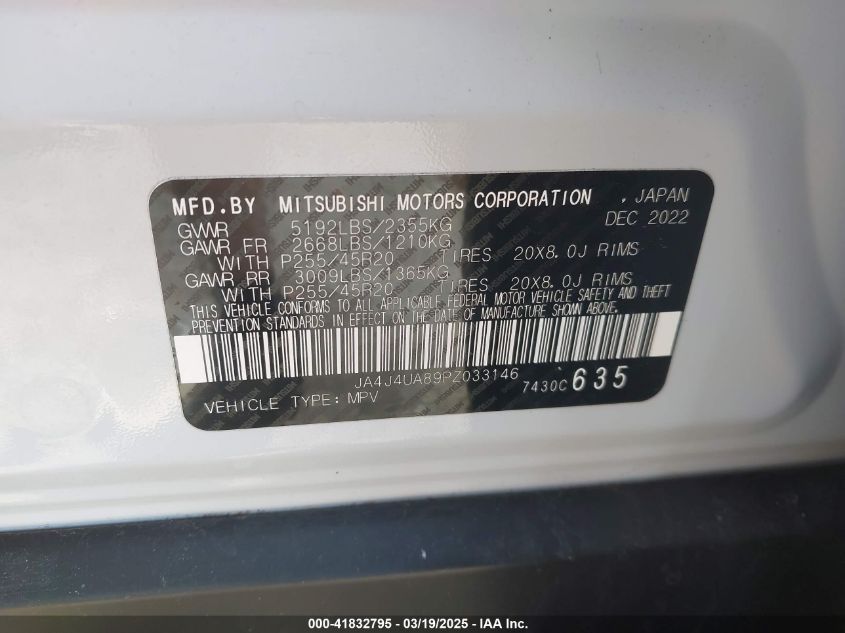 MFD.BY MITSUBISHI MOTORS CORPORATION , JAPAN
GVWR 5192LBS/2355KG DEC 2022
GAWR FR 2668LBS/1210KG
WITH P255/45R20 TIRES 20X8.0J RIMS
GAWR RR 3009LBS/1365KG
WITH P255/45R20 TIRES 20X8.0J RIMS
THIS VEHICLE CONFORMS TO ALL APPLICABLE FEDERAL MOTOR VEHICLE SAFETY AND THEFT
PREVENTION STANDARDS IN EFFECT ON THE DATE OF MANUFACTURE SHOWN ABOVE.
JA4J4UA89PZ033146
7430C 635
VEHICLE TYPE: MPV
000-41832795 - 03/19/2025 - IAAI.com